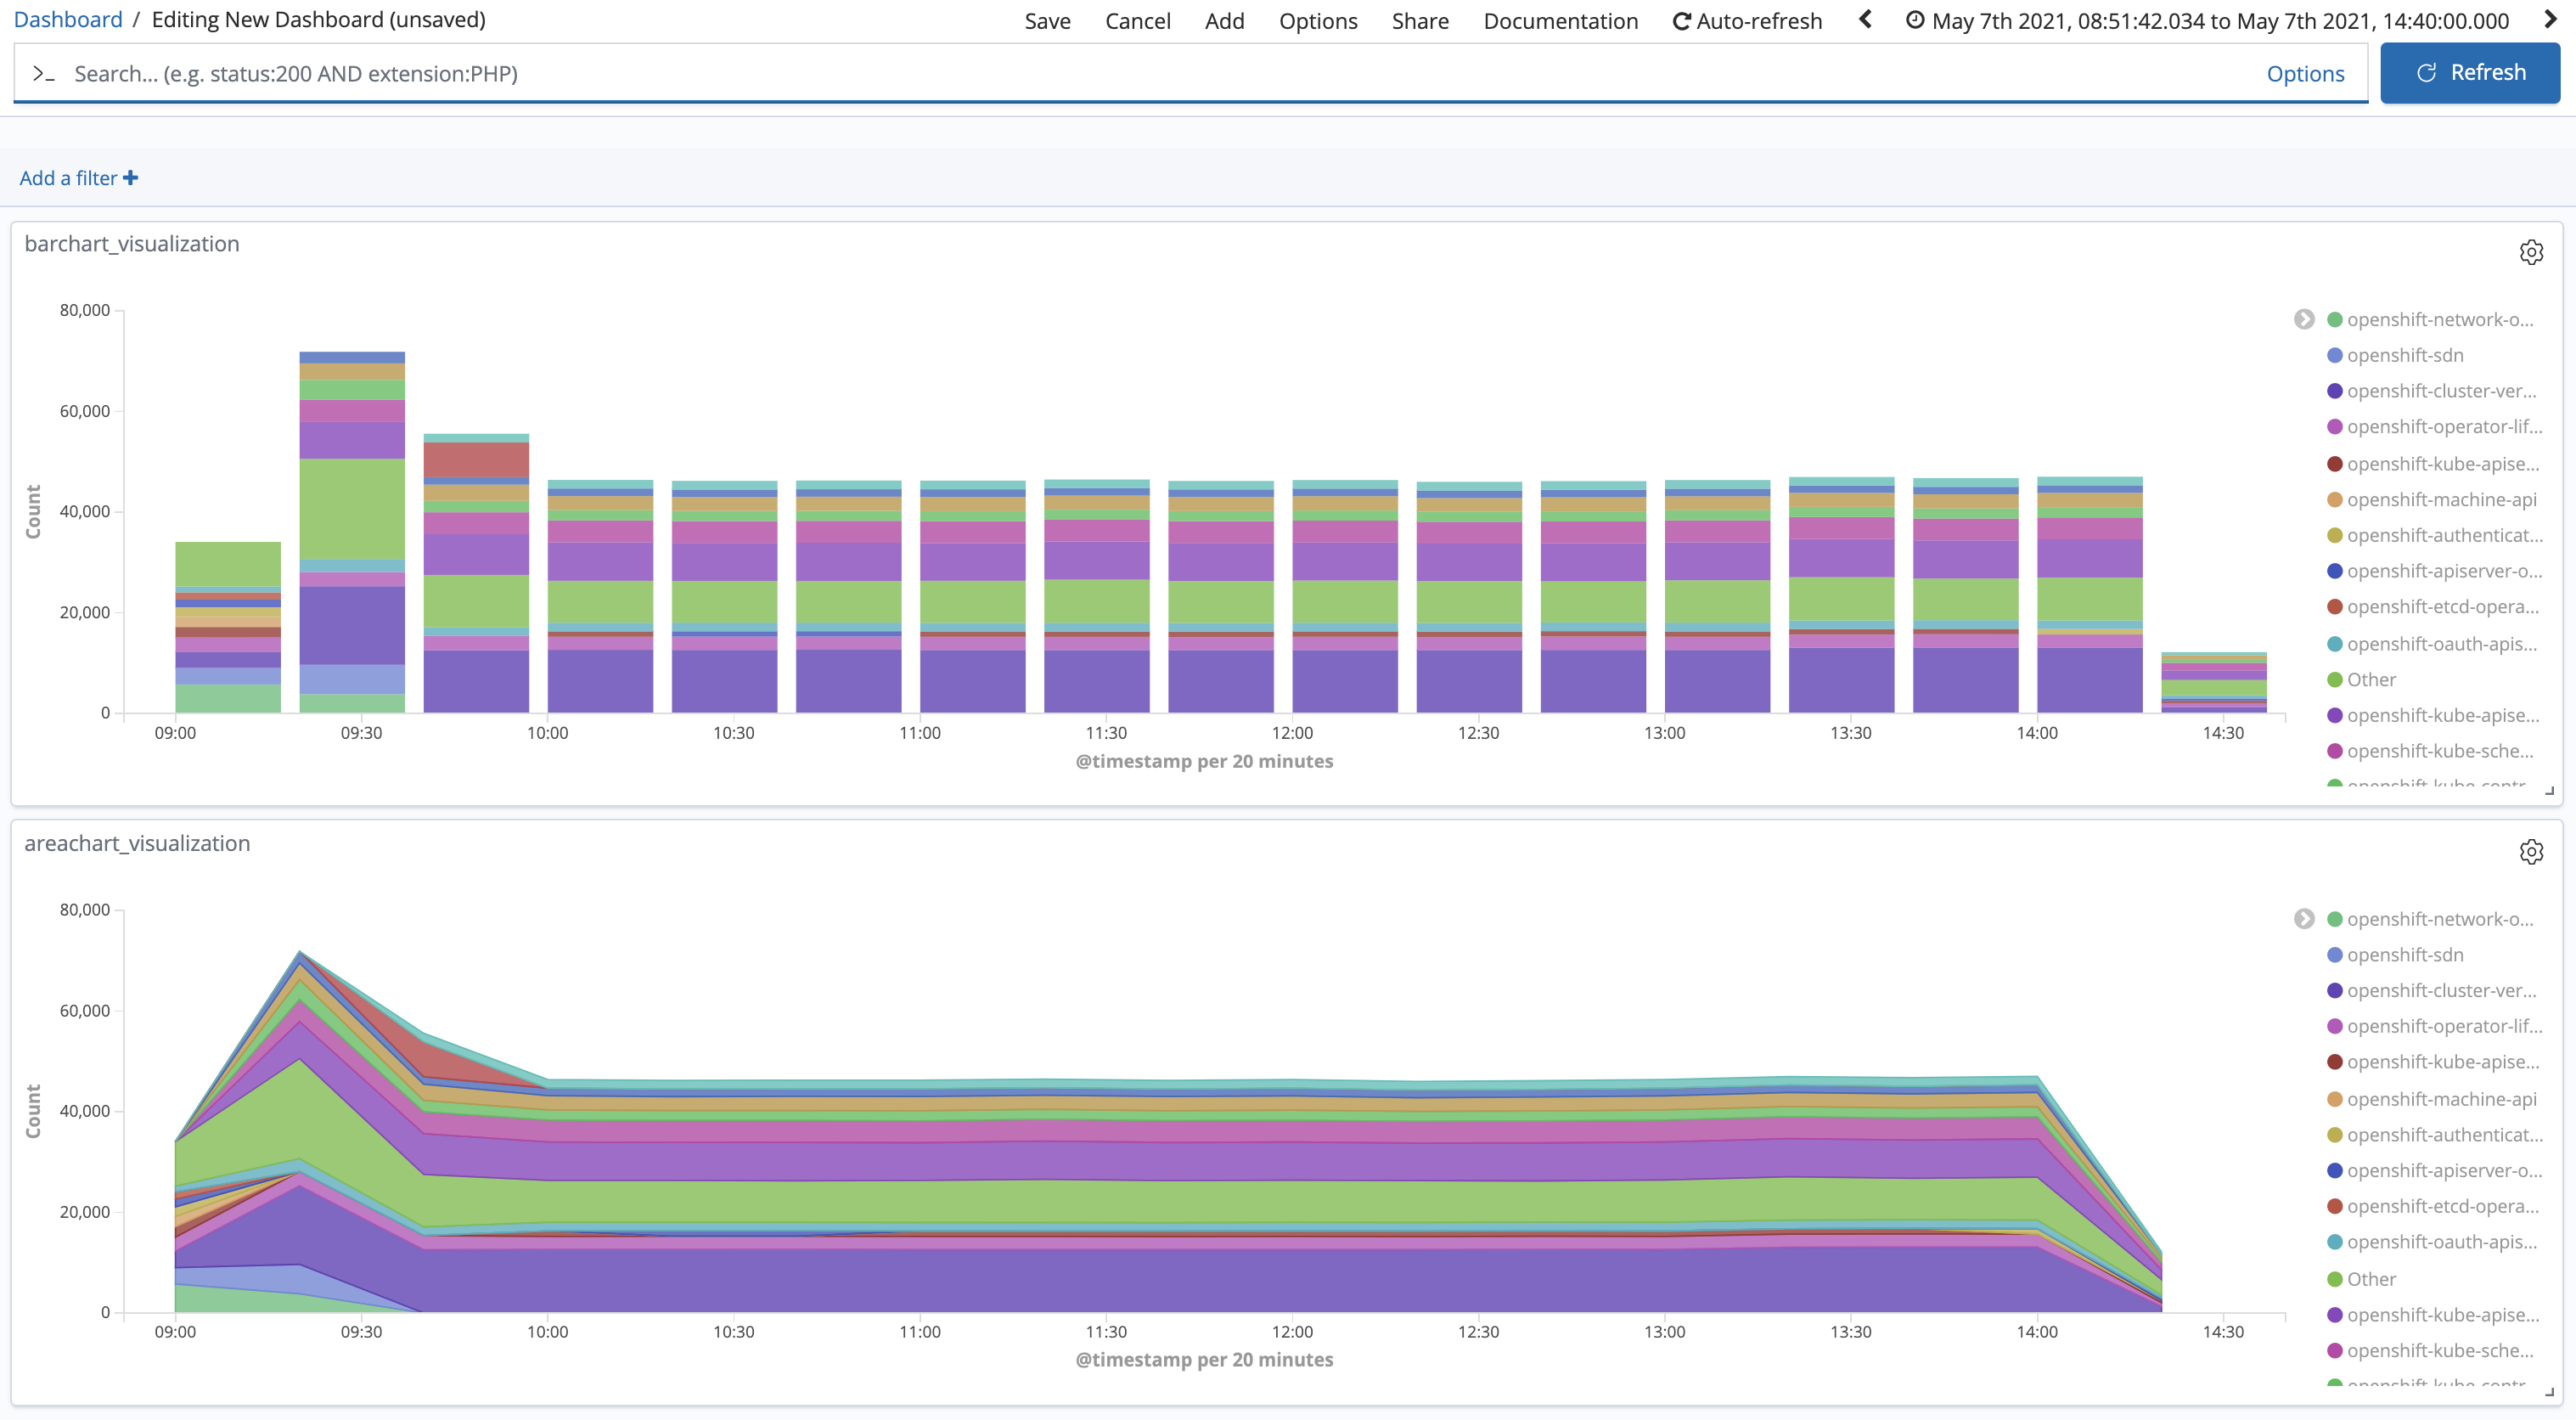 Dashboard / Editing New Dashboard (unsaved)
Save Cancel Add Options Share Documentation Auto-refresh May 7th 2021, 08:51:42.034 to May 7th 2021, 14:40:00.000
>_ Search... (e.g. status:200 AND extension:PHP) Options Refresh
Add a filter +
barchart_visualization
80,000
60,000
40,000
20,000
0
Count
09:00 09:30 10:00 10:30 11:00 11:30 12:00 12:30 13:00 13:30 14:00 14:30
@timestamp per 20 minutes
openshift-network-o...
openshift-sdn
openshift-cluster-ver...
openshift-operator-lif...
openshift-kube-apise...
openshift-machine-api
openshift-authenticat...
openshift-apiserver-o...
openshift-etcd-opera...
openshift-oauth-apis...
Other
openshift-kube-apise...
openshift-kube-sche...
openshift-kube-contr...
areachart_visualization
80,000
60,000
40,000
20,000
0
Count
09:00 09:30 10:00 10:30 11:00 11:30 12:00 12:30 13:00 13:30 14:00 14:30
@timestamp per 20 minutes
openshift-network-o...
openshift-sdn
openshift-cluster-ver...
openshift-operator-lif...
openshift-kube-apise...
openshift-machine-api
openshift-authenticat...
openshift-apiserver-o...
openshift-etcd-opera...
openshift-oauth-apis...
Other
openshift-kube-apise...
openshift-kube-sche...
openshift-kube-contr...